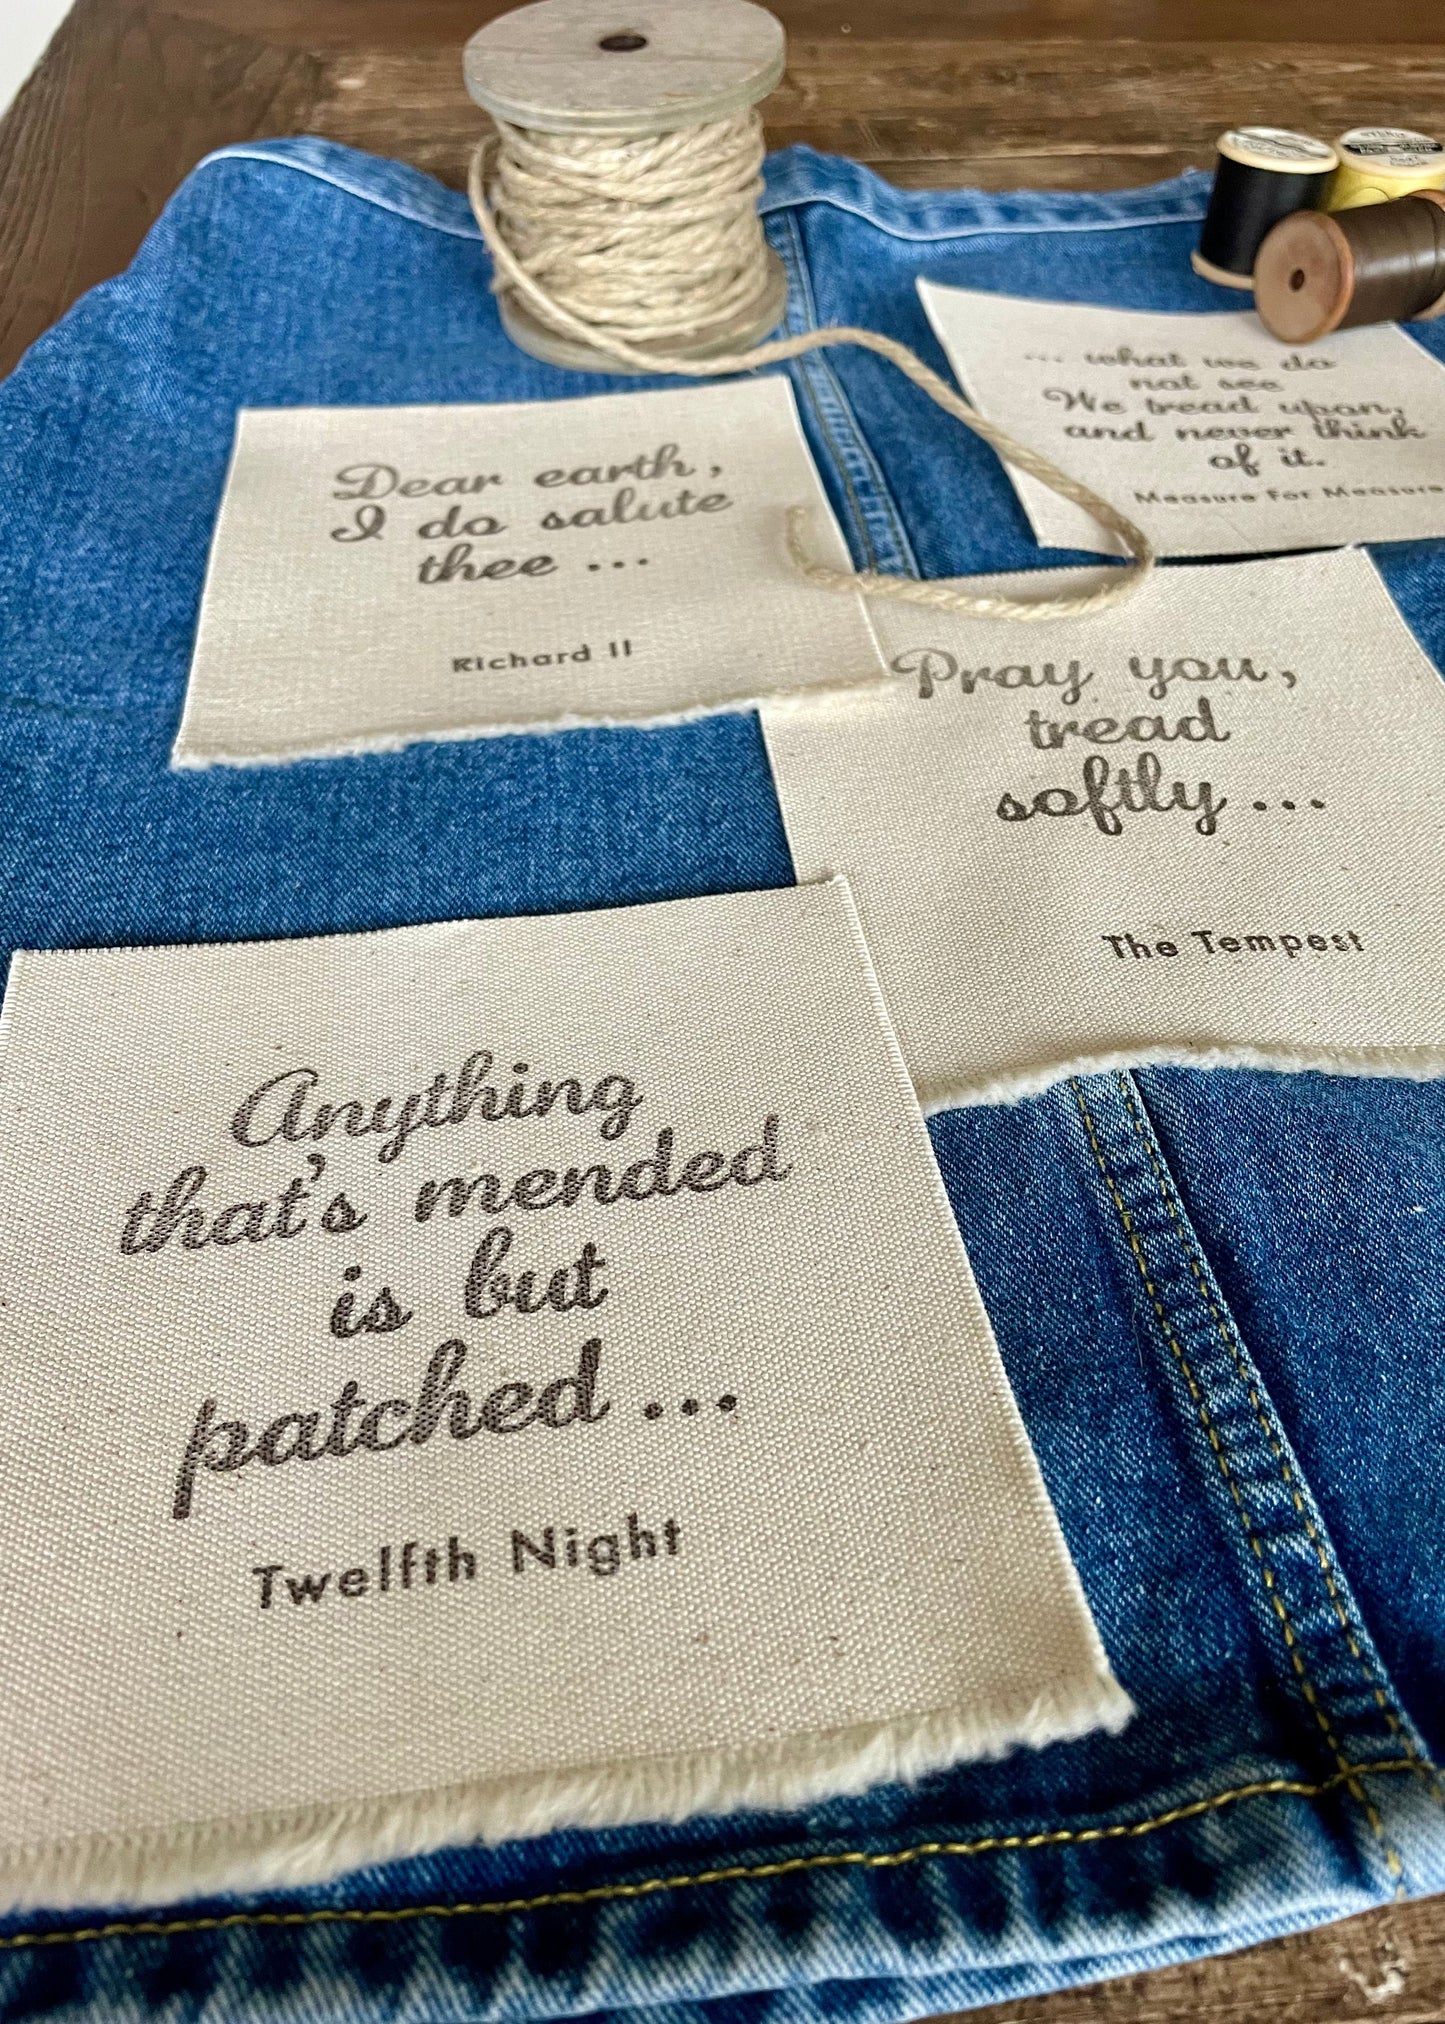 Dear earth,
I do salute
thee ...
Richard II
... what we do
not see
We tread upon,
and never think
of it.
Measure For Measure
Pray you,
tread
softly ...
The Tempest
Anything
that's mended
is but
patched ...
Twelfth Night